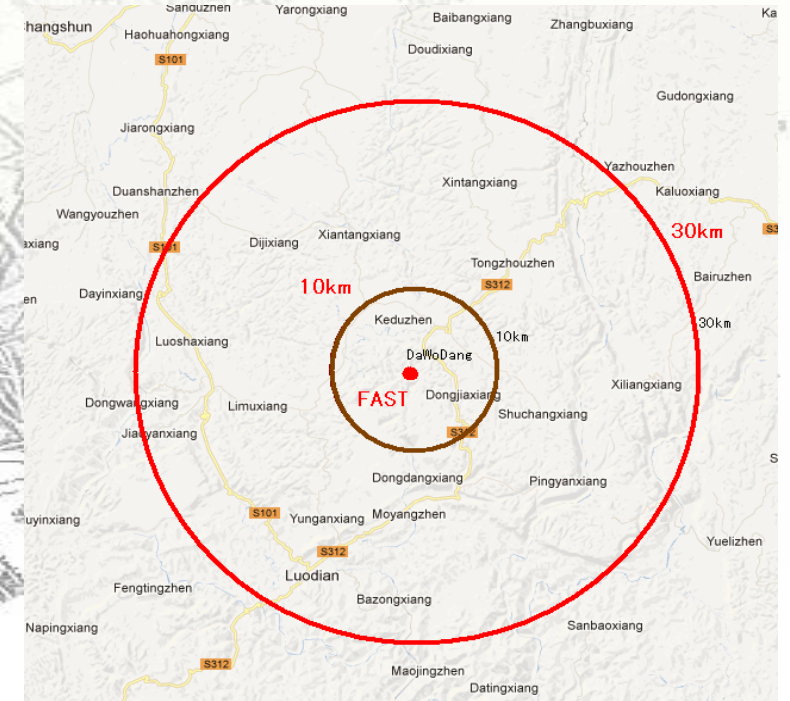 Sanduzhen
Yarongxiang
Baibangxiang
Zhangbuxiang
Ka
hangshun
Haohuahongxiang
Doudixiang
S101
Gudongxiang
Jiarongxiang
Yazhouzhen
Xintangxiang
Kaluoxiang
Duanshanzhen
Wangyouzhen
S3
30km
Xiantangxiang
axiang
S101
Dijixiang
Tongzhouzhen
Bairuzhen
S312
10km
Dayinxiang
en
Keduzhen
30km
10km
Luoshaxiang
DaWoDang
Xiliangxiang
FAST
Dongjiaxiang
Dongwangxiang
Limuxiang
Shuchangxiang
Jiaoyanxiang
S312
S
Dongdangxiang
Pingyanxiang
S101
Yunganxiang
Moyangzhen
uyinxiang
Yuelizhen
S312
Luodian
Fengtingzhen
Bazongxiang
Napingxiang
Sanbaoxiang
S312
Maojingzhen
Datingxiang